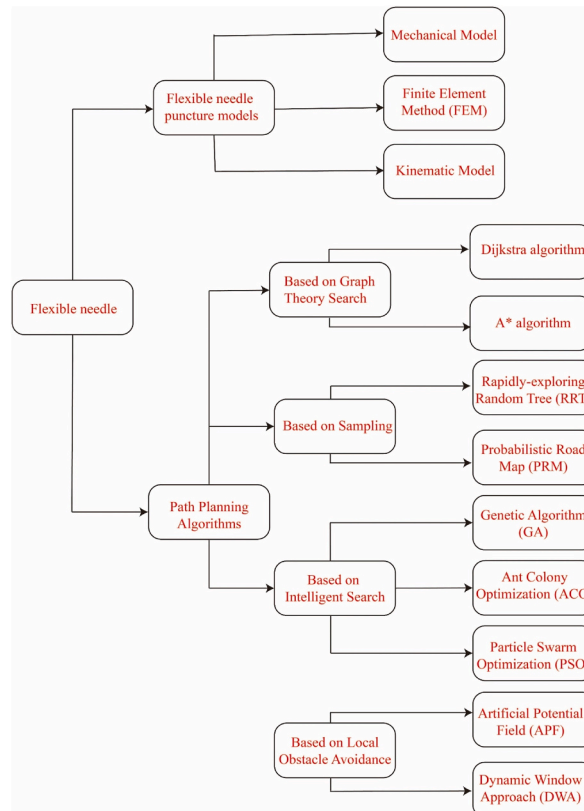 Mechanical Model
Flexible needle
puncture models
Finite Element
Method (FEM)
Kinematic Model
Dijkstra algorithm
Based on Graph
Theory Search
Flexible needle
A* algorithm
Rapidly-exploring
Random Tree (RRT
Based on Sampling
Probabilistic Road
Map (PRM)
Path Planning
Algorithms
Genetic Algorithm
(GA)
Based on
Intelligent Search
Ant Colony
Optimization (ACO
Particle Swarm
Optimization (PSO
Artificial Potential
Field (APF)
Based on Local
Obstacle Avoidance
Dynamic Window
Approach (DWA)